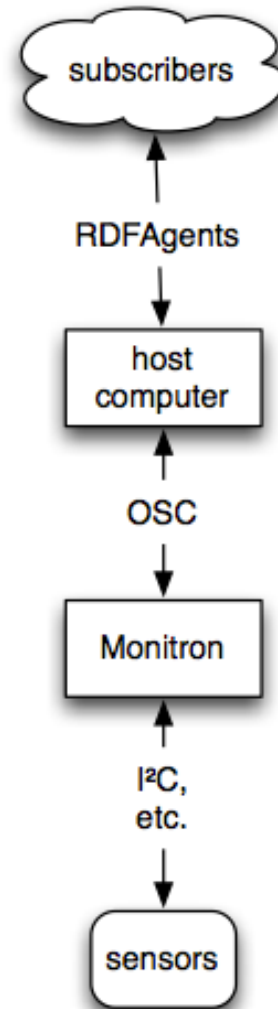 subscribers
RDFAgents
host
computer
OSC
Monitron
I²C,
etc.
sensors